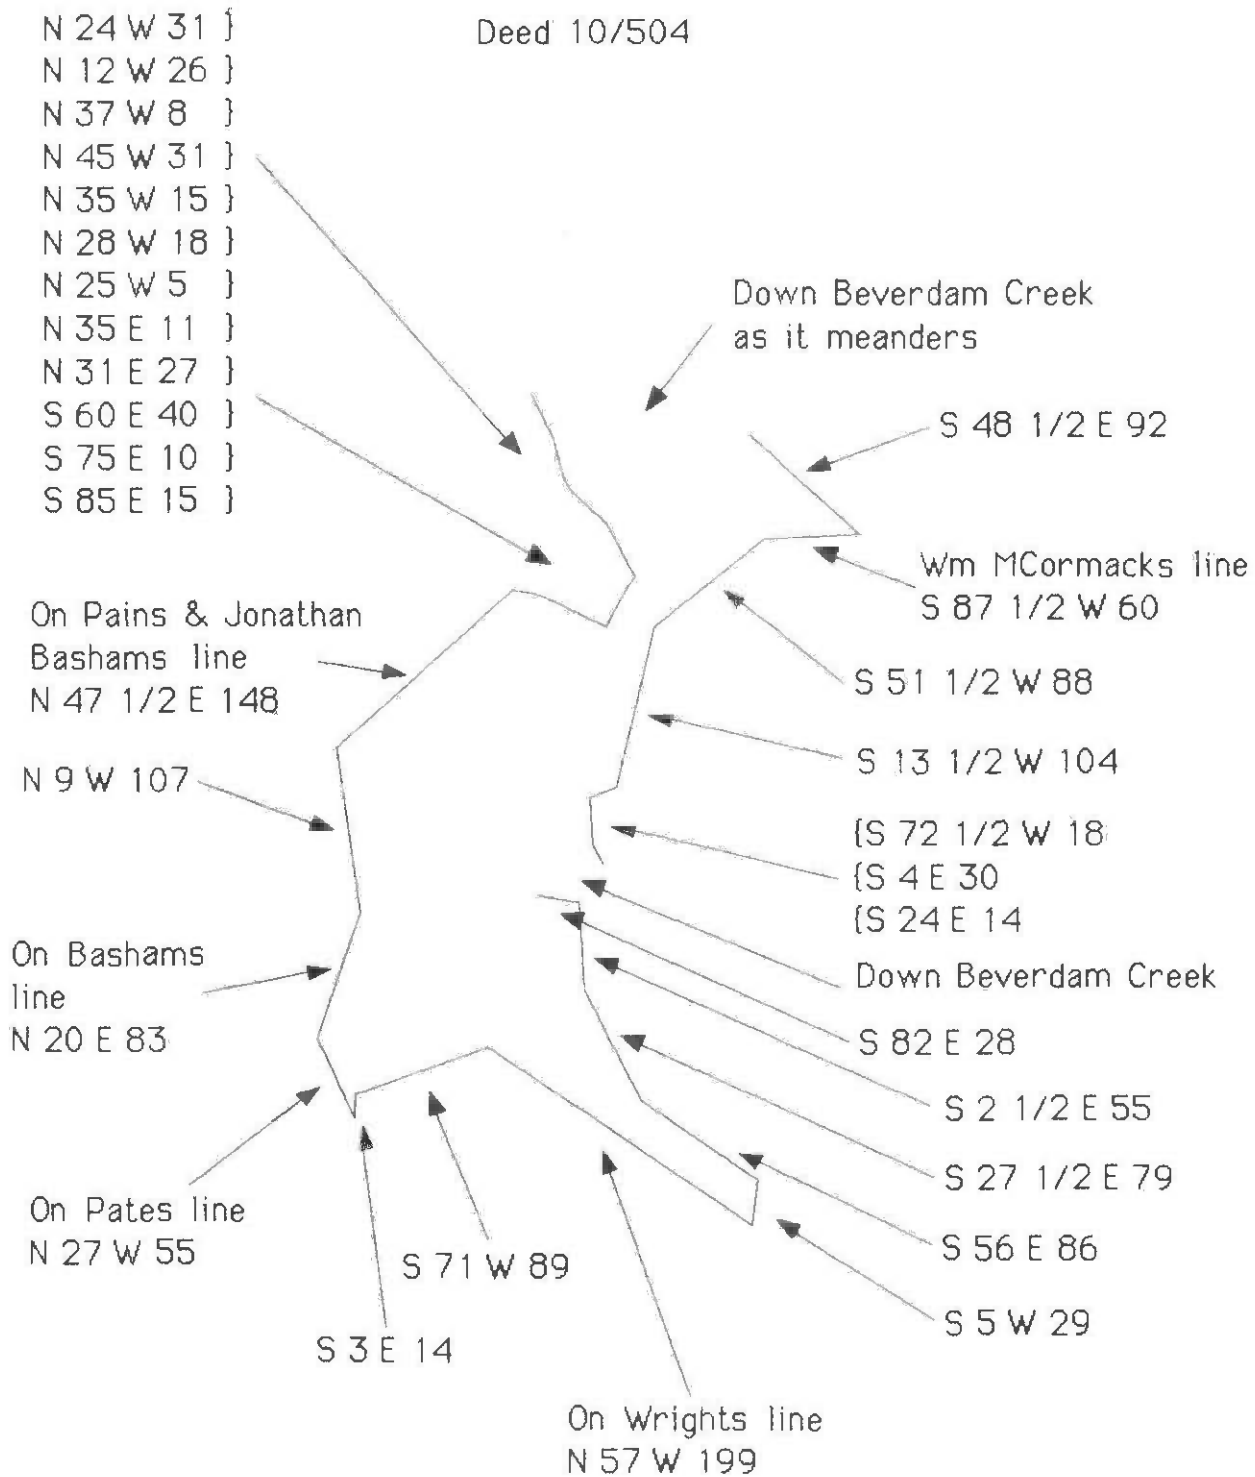 Deed 10/504
N 24 W 31 }
N 12 W 26 }
N 37 W 8 }
N 45 W 31 }
N 35 W 15 }
N 28 W 18 }
N 25 W 5 }
N 35 E 11 }
N 31 E 27 }
S 60 E 40 }
S 75 E 10 }
S 85 E 15 }
Down Beverdam Creek
as it meanders
S 48 1/2 E 92
Wm MCormacks line
S 87 1/2 W 60
On Pains & Jonathan
Bashams line
N 47 1/2 E 148
S 51 1/2 W 88
S 13 1/2 W 104
N 9 W 107
{S 72 1/2 W 18
{S 4 E 30
{S 24 E 14
On Bashams
line
N 20 E 83
Down Beverdam Creek
S 82 E 28
S 2 1/2 E 55
S 27 1/2 E 79
On Pates line
N 27 W 55
S 71 W 89
S 56 E 86
S 5 W 29
S 3 E 14
On Wrights line
N 57 W 199